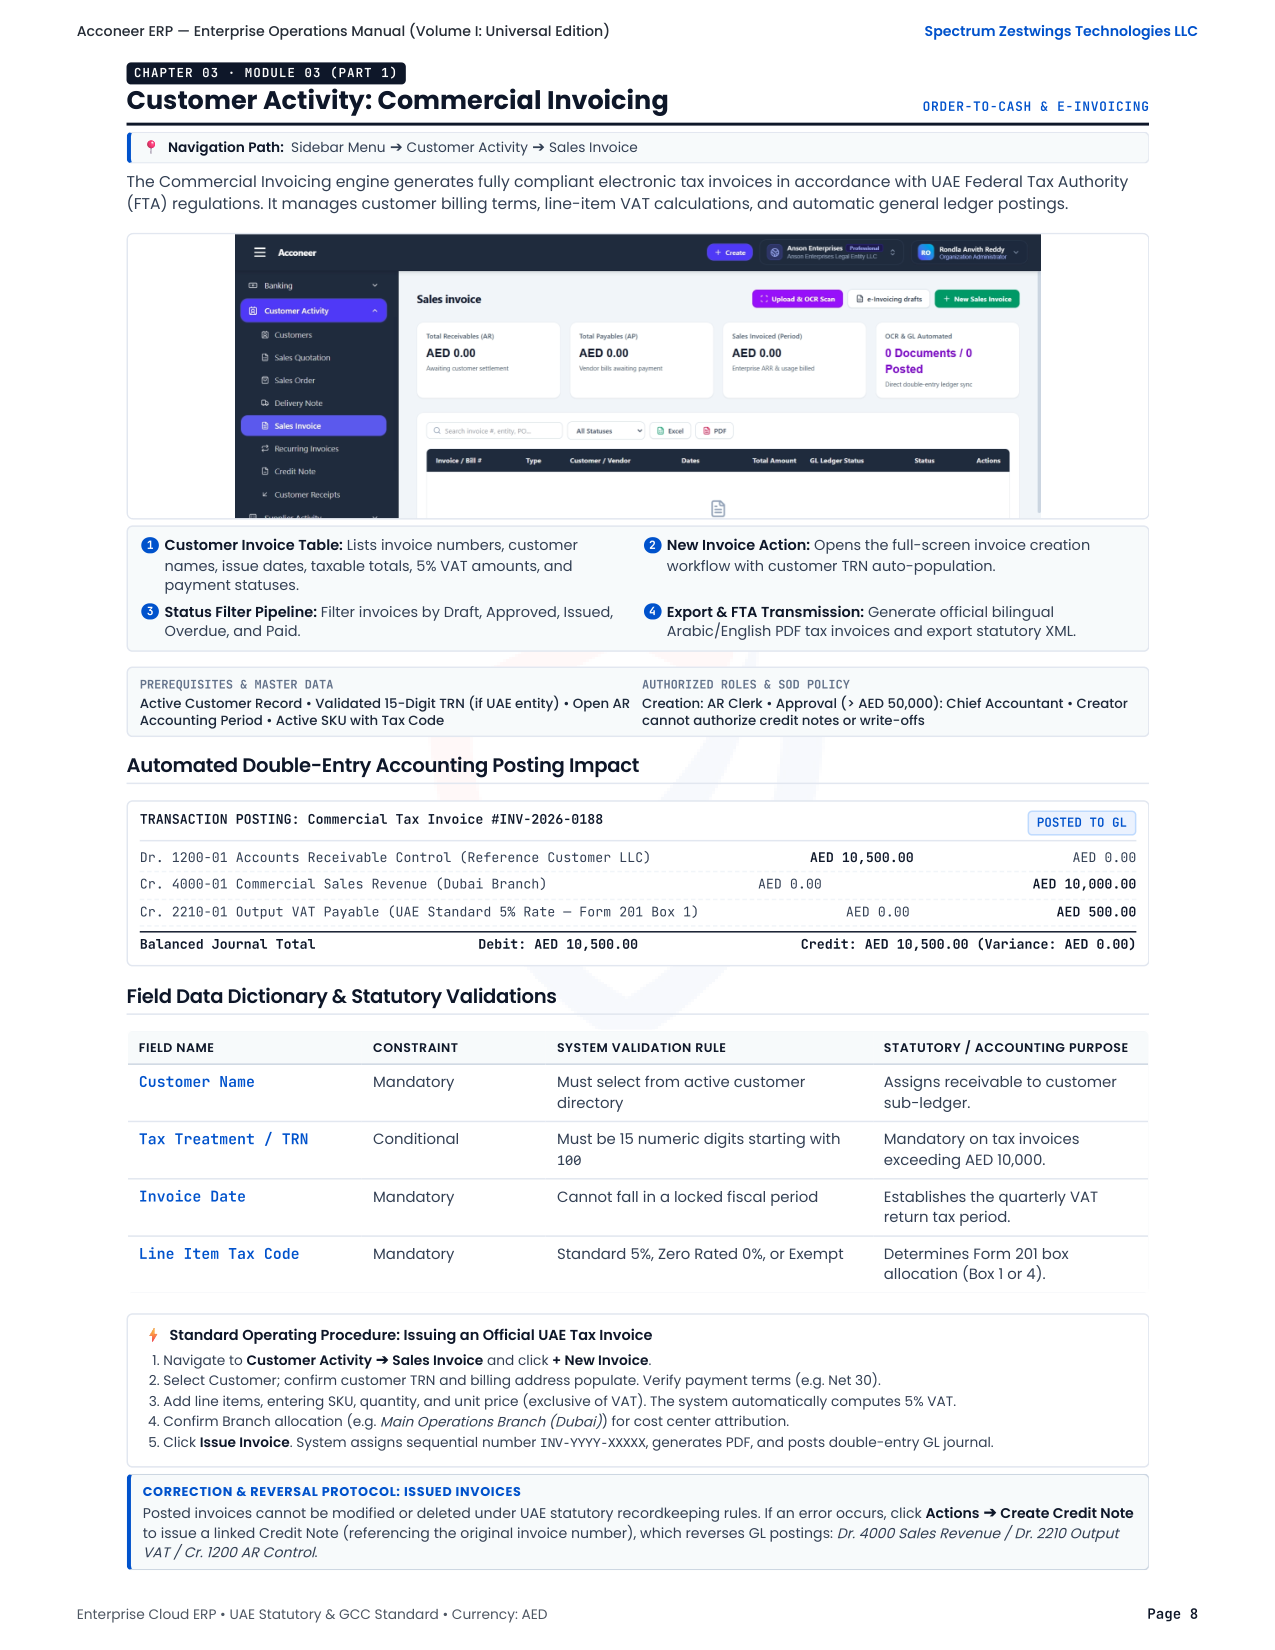 Acconeer ERP — Enterprise Operations Manual (Volume I: Universal Edition)
Spectrum Zestwings Technologies LLC
CHAPTER 03 · MODULE 03 (PART 1)
Customer Activity: Commercial Invoicing
ORDER-TO-CASH & E-INVOICING
Navigation Path: Sidebar Menu ➔ Customer Activity ➔ Sales Invoice
The Commercial Invoicing engine generates fully compliant electronic tax invoices in accordance with UAE Federal Tax Authority
(FTA) regulations. It manages customer billing terms, line-item VAT calculations, and automatic general ledger postings.
Acconeer
+ Create
Anson Enterprises Professional
Anson Enterprises Legal Entity LLC
RO
Rondla Anvith Reddy
Organization Administrator
Banking
Customer Activity
Customers
Sales Quotation
Sales Order
Delivery Note
Sales Invoice
Recurring Invoices
Credit Note
Customer Receipts
Supplier Activity
Sales invoice
Upload & OCR Scan
e-Invoicing drafts
+ New Sales Invoice
Total Receivables (AR)
AED 0.00
Awaiting customer settlement
Total Payables (AP)
AED 0.00
Vendor bills awaiting payment
Sales Invoiced (Period)
AED 0.00
Enterprise ARR & usage billed
OCR & GL Automated
0 Documents / 0
Posted
Direct double-entry ledger sync
Search invoice #, entity, PO...
All Statuses
Excel
PDF
Invoice / Bill # Type Customer / Vendor Dates Total Amount GL Ledger Status Status Actions
1 Customer Invoice Table: Lists invoice numbers, customer
names, issue dates, taxable totals, 5% VAT amounts, and
payment statuses.
2 New Invoice Action: Opens the full-screen invoice creation
workflow with customer TRN auto-population.
3 Status Filter Pipeline: Filter invoices by Draft, Approved, Issued,
Overdue, and Paid.
4 Export & FTA Transmission: Generate official bilingual
Arabic/English PDF tax invoices and export statutory XML.
PREREQUISITES & MASTER DATA
Active Customer Record • Validated 15-Digit TRN (if UAE entity) • Open AR
Accounting Period • Active SKU with Tax Code
AUTHORIZED ROLES & SOD POLICY
Creation: AR Clerk • Approval (> AED 50,000): Chief Accountant • Creator
cannot authorize credit notes or write-offs
Automated Double-Entry Accounting Posting Impact
TRANSACTION POSTING: Commercial Tax Invoice #INV-2026-0188
POSTED TO GL
Dr. 1200-01 Accounts Receivable Control (Reference Customer LLC) AED 10,500.00 AED 0.00
Cr. 4000-01 Commercial Sales Revenue (Dubai Branch) AED 0.00 AED 10,000.00
Cr. 2210-01 Output VAT Payable (UAE Standard 5% Rate — Form 201 Box 1) AED 0.00 AED 500.00
Balanced Journal Total Debit: AED 10,500.00 Credit: AED 10,500.00 (Variance: AED 0.00)
Field Data Dictionary & Statutory Validations
FIELD NAME CONSTRAINT SYSTEM VALIDATION RULE STATUTORY / ACCOUNTING PURPOSE
Customer Name Mandatory Must select from active customer Assigns receivable to customer
directory sub-ledger.
Tax Treatment / TRN Conditional Must be 15 numeric digits starting with Mandatory on tax invoices
100 exceeding AED 10,000.
Invoice Date Mandatory Cannot fall in a locked fiscal period Establishes the quarterly VAT
return tax period.
Line Item Tax Code Mandatory Standard 5%, Zero Rated 0%, or Exempt Determines Form 201 box
allocation (Box 1 or 4).
Standard Operating Procedure: Issuing an Official UAE Tax Invoice
1. Navigate to Customer Activity ➔ Sales Invoice and click + New Invoice.
2. Select Customer; confirm customer TRN and billing address populate. Verify payment terms (e.g. Net 30).
3. Add line items, entering SKU, quantity, and unit price (exclusive of VAT). The system automatically computes 5% VAT.
4. Confirm Branch allocation (e.g. Main Operations Branch (Dubai)) for cost center attribution.
5. Click Issue Invoice. System assigns sequential number INV-YYYY-XXXXX, generates PDF, and posts double-entry GL journal.
CORRECTION & REVERSAL PROTOCOL: ISSUED INVOICES
Posted invoices cannot be modified or deleted under UAE statutory recordkeeping rules. If an error occurs, click Actions ➔ Create Credit Note
to issue a linked Credit Note (referencing the original invoice number), which reverses GL postings: Dr. 4000 Sales Revenue / Dr. 2210 Output
VAT / Cr. 1200 AR Control.
Enterprise Cloud ERP • UAE Statutory & GCC Standard • Currency: AED
Page 8